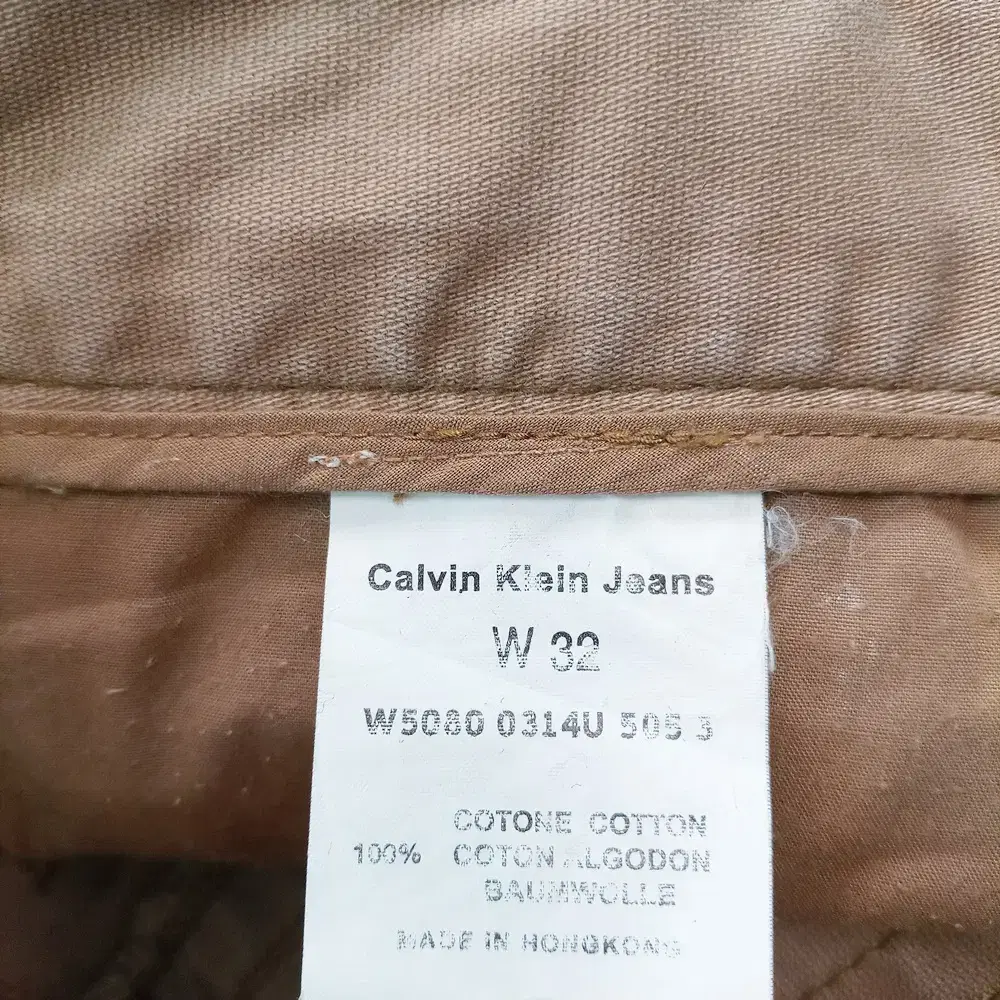 Calvin Klein Jeans
W 32
W5080 0314U 505 3
COTONE COTTON
100% COTON ALGODON
BAUMWOLLE
MADE IN HONGKONG